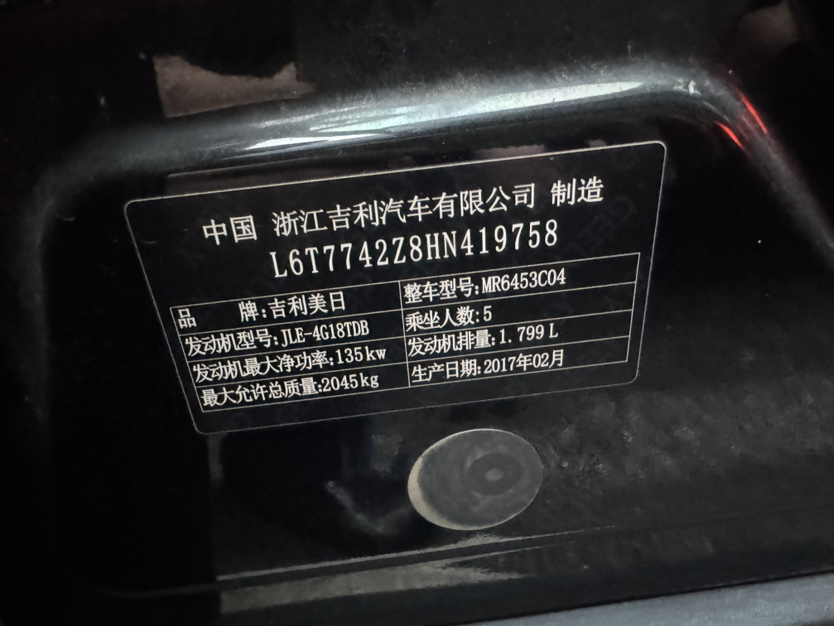 中国 浙江吉利汽车有限公司 制造
L6T7742Z8HN419758
品 牌:吉利美日 整车型号:MR6453C04
发动机型号:JLE-4G18TDB 乘坐人数:5
发动机最大净功率:135kw 发动机排量:1.799L
最大允许总质量:2045kg 生产日期:2017年02月